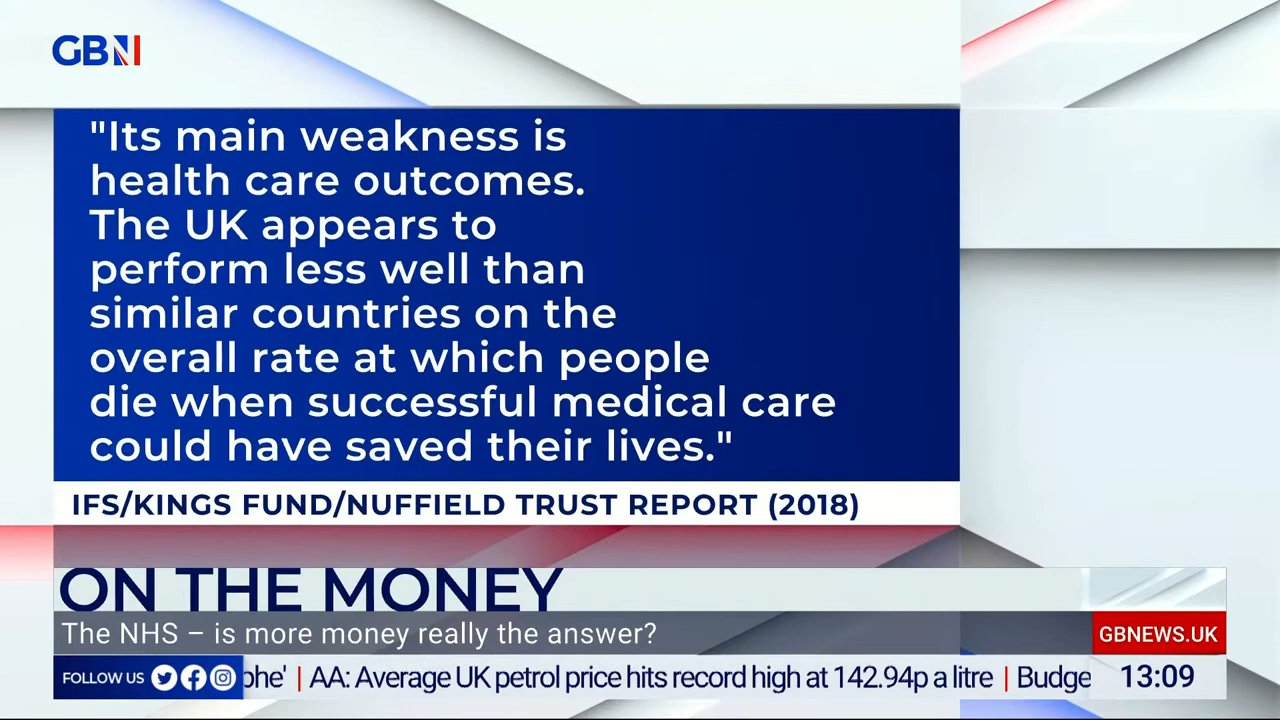 GBN
"Its main weakness is
health care outcomes.
The UK appears to
perform less well than
similar countries on the
overall rate at which people
die when successful medical care
could have saved their lives."
IFS/KINGS FUND/NUFFIELD TRUST REPORT (2018)
ON THE MONEY
The NHS – is more money really the answer?
GBNEWS.UK
FOLLOW US
phe' | AA: Average UK petrol price hits record high at 142.94p a litre | Budge
13:09